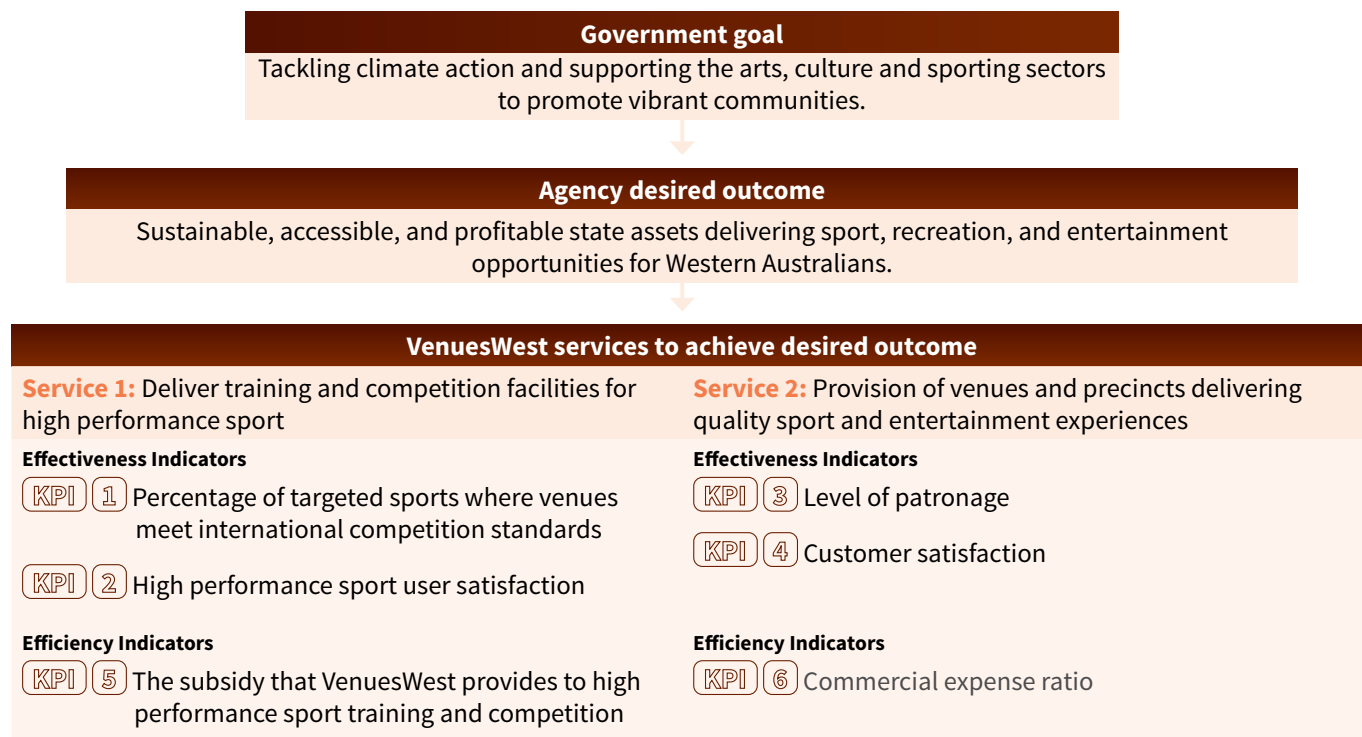 Government goal
Tackling climate action and supporting the arts, culture and sporting sectors
to promote vibrant communities.
Agency desired outcome
Sustainable, accessible, and profitable state assets delivering sport, recreation, and entertainment
opportunities for Western Australians.
VenuesWest services to achieve desired outcome
Service 1: Deliver training and competition facilities for
high performance sport
Effectiveness Indicators
KPI 1 Percentage of targeted sports where venues
meet international competition standards
KPI 2 High performance sport user satisfaction
Efficiency Indicators
KPI 5 The subsidy that VenuesWest provides to high
performance sport training and competition
Service 2: Provision of venues and precincts delivering
quality sport and entertainment experiences
Effectiveness Indicators
KPI 3 Level of patronage
KPI 4 Customer satisfaction
Efficiency Indicators
KPI 6 Commercial expense ratio